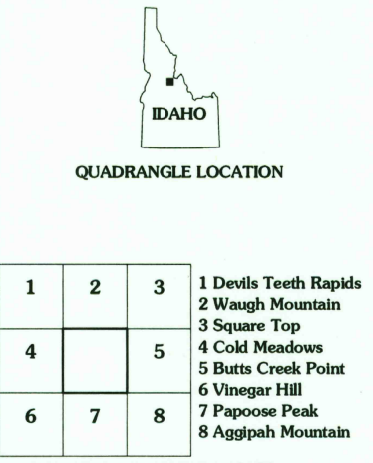 IDAHO
QUADRANGLE LOCATION
1 2 3
4 5
6 7 8
1 Devils Teeth Rapids
2 Waugh Mountain
3 Square Top
4 Cold Meadows
5 Butts Creek Point
6 Vinegar Hill
7 Papoose Peak
8 Aggipah Mountain